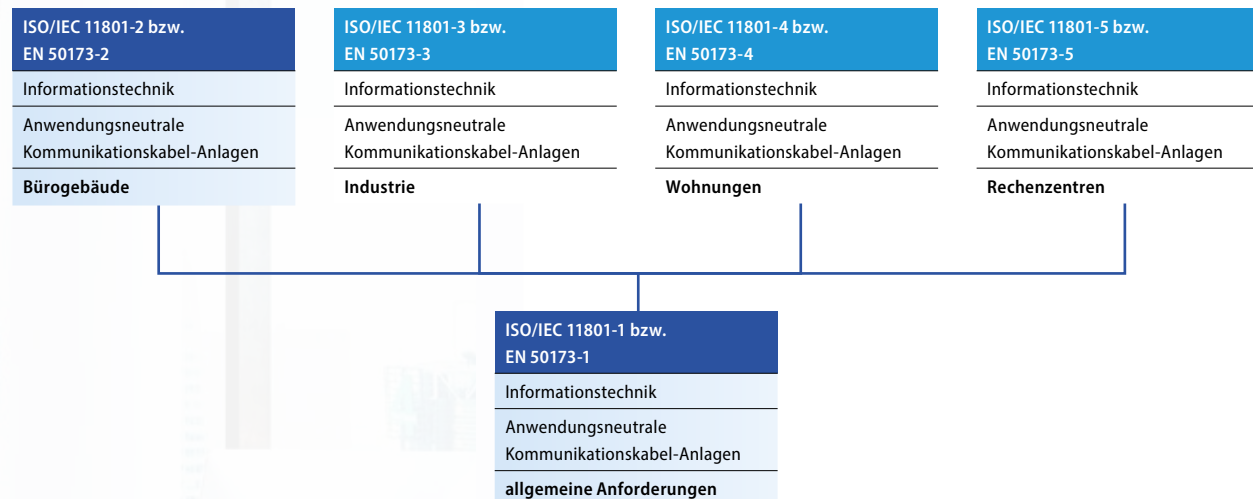 ISO/IEC 11801-2 bzw.
EN 50173-2
Informationstechnik
Anwendungsneutrale
Kommunikationskabel-Anlagen
Bürogebäude
ISO/IEC 11801-3 bzw.
EN 50173-3
Informationstechnik
Anwendungsneutrale
Kommunikationskabel-Anlagen
Industrie
ISO/IEC 11801-4 bzw.
EN 50173-4
Informationstechnik
Anwendungsneutrale
Kommunikationskabel-Anlagen
Wohnungen
ISO/IEC 11801-5 bzw.
EN 50173-5
Informationstechnik
Anwendungsneutrale
Kommunikationskabel-Anlagen
Rechenzentren
ISO/IEC 11801-1 bzw.
EN 50173-1
Informationstechnik
Anwendungsneutrale
Kommunikationskabel-Anlagen
allgemeine Anforderungen